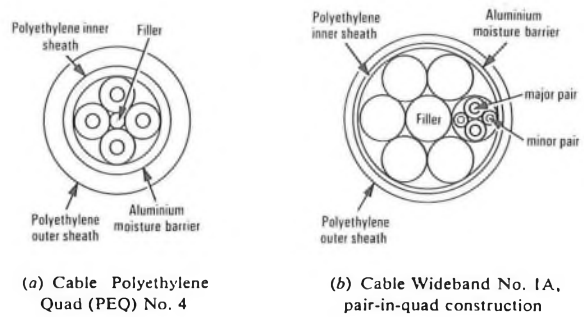 Polyethylene inner
sheath
Filler
Aluminium
moisture barrier
Polyethylene
outer sheath
(a) Cable Polyethylene
Quad (PEQ) No. 4
Polyethylene
inner sheath
Aluminium
moisture barrier
major pair
Filler
minor pair
Polyethylene
outer sheath
(b) Cable Wideband No. 1A,
pair-in-quad construction